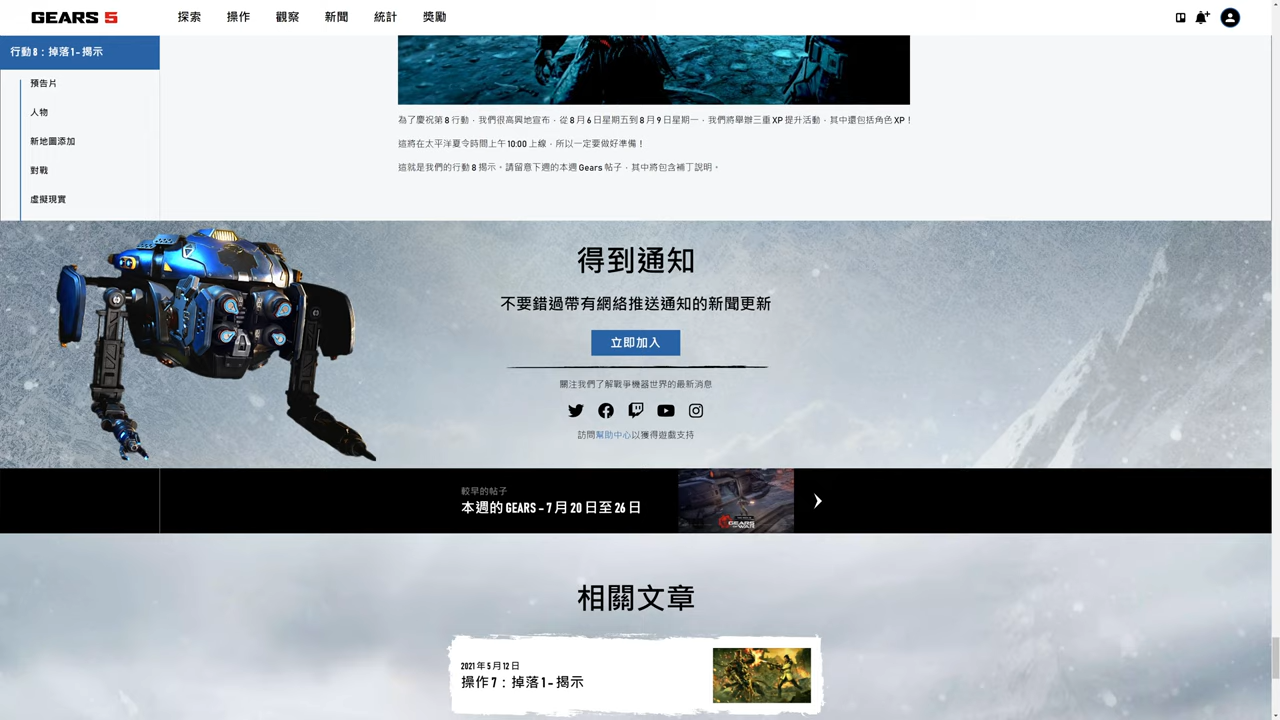 GEARS 5
探索 操作 觀察 新聞 統計 獎勵
行動 8：掉落 1 - 揭示
預告片
人物
新地圖添加
對戰
虛擬現實
為了慶祝第 8 行動，我們很高興地宣布，從 8 月 6 日星期五到 8 月 9 日星期一，我們將舉辦三重 XP 提升活動，其中還包括角色 XP！
這將在太平洋夏令時間上午 10:00 上線，所以一定要做好準備！
這就是我們的行動 8 揭示。請留意下週的本週 Gears 帖子，其中將包含補丁說明。
得到通知
不要錯過帶有網絡推送通知的新聞更新
立即加入
關注我們了解戰爭機器世界的最新消息
訪問幫助中心以獲得遊戲支持
較早的帖子
本週的 GEARS – 7 月 20 日至 26 日
GEARS
OF WAR
相關文章
2021 年 5 月 12 日
操作 7：掉落 1 - 揭示